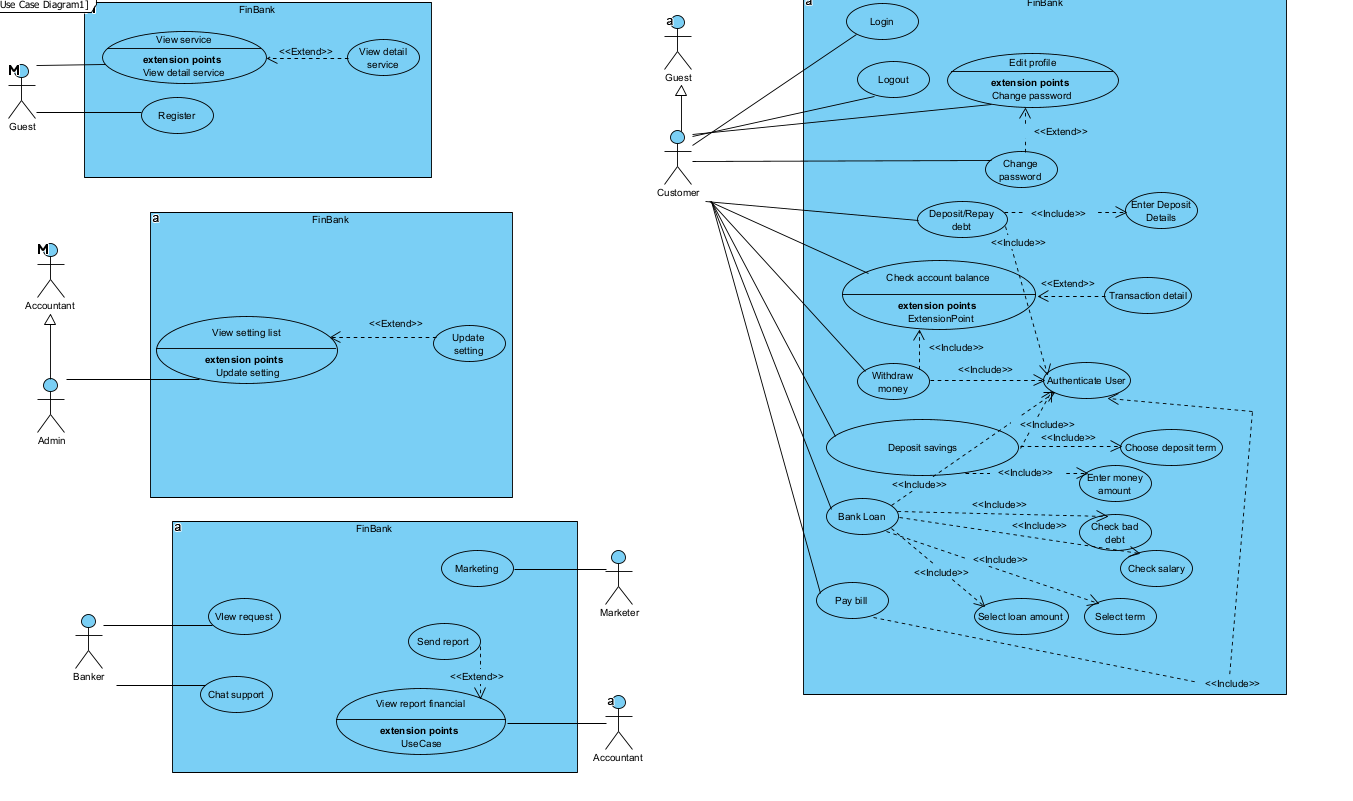 Use Case Diagram1]
FinBank
View service
extension points
View detail service
<<Extend>>
View detail
service
Register
M
Guest
a
FinBank
M
Accountant
View setting list
extension points
Update setting
<<Extend>>
Update
setting
Admin
a
FinBank
Marketing
Marketer
VIew request
Banker
Chat support
Send report
<<Extend>>
View report financial
extension points
UseCase
a
Accountant
a
FinBank
a
Guest
Customer
Login
Logout
Edit profile
extension points
Change password
<<Extend>>
Change
password
Deposit/Repay
debt
<<Include>>
Enter Deposit
Details
<<Include>>
Check account balance
extension points
ExtensionPoint
<<Extend>>
Transaction detail
<<Include>>
Withdraw
money
<<Include>>
Authenticate User
Deposit savings
<<Include>>
<<Include>>
Choose deposit term
<<Include>>
Enter money
amount
<<Include>>
Bank Loan
<<Include>>
Check bad
debt
<<Include>>
Check salary
<<Include>>
<<Include>>
Pay bill
Select loan amount
Select term
<<Include>>